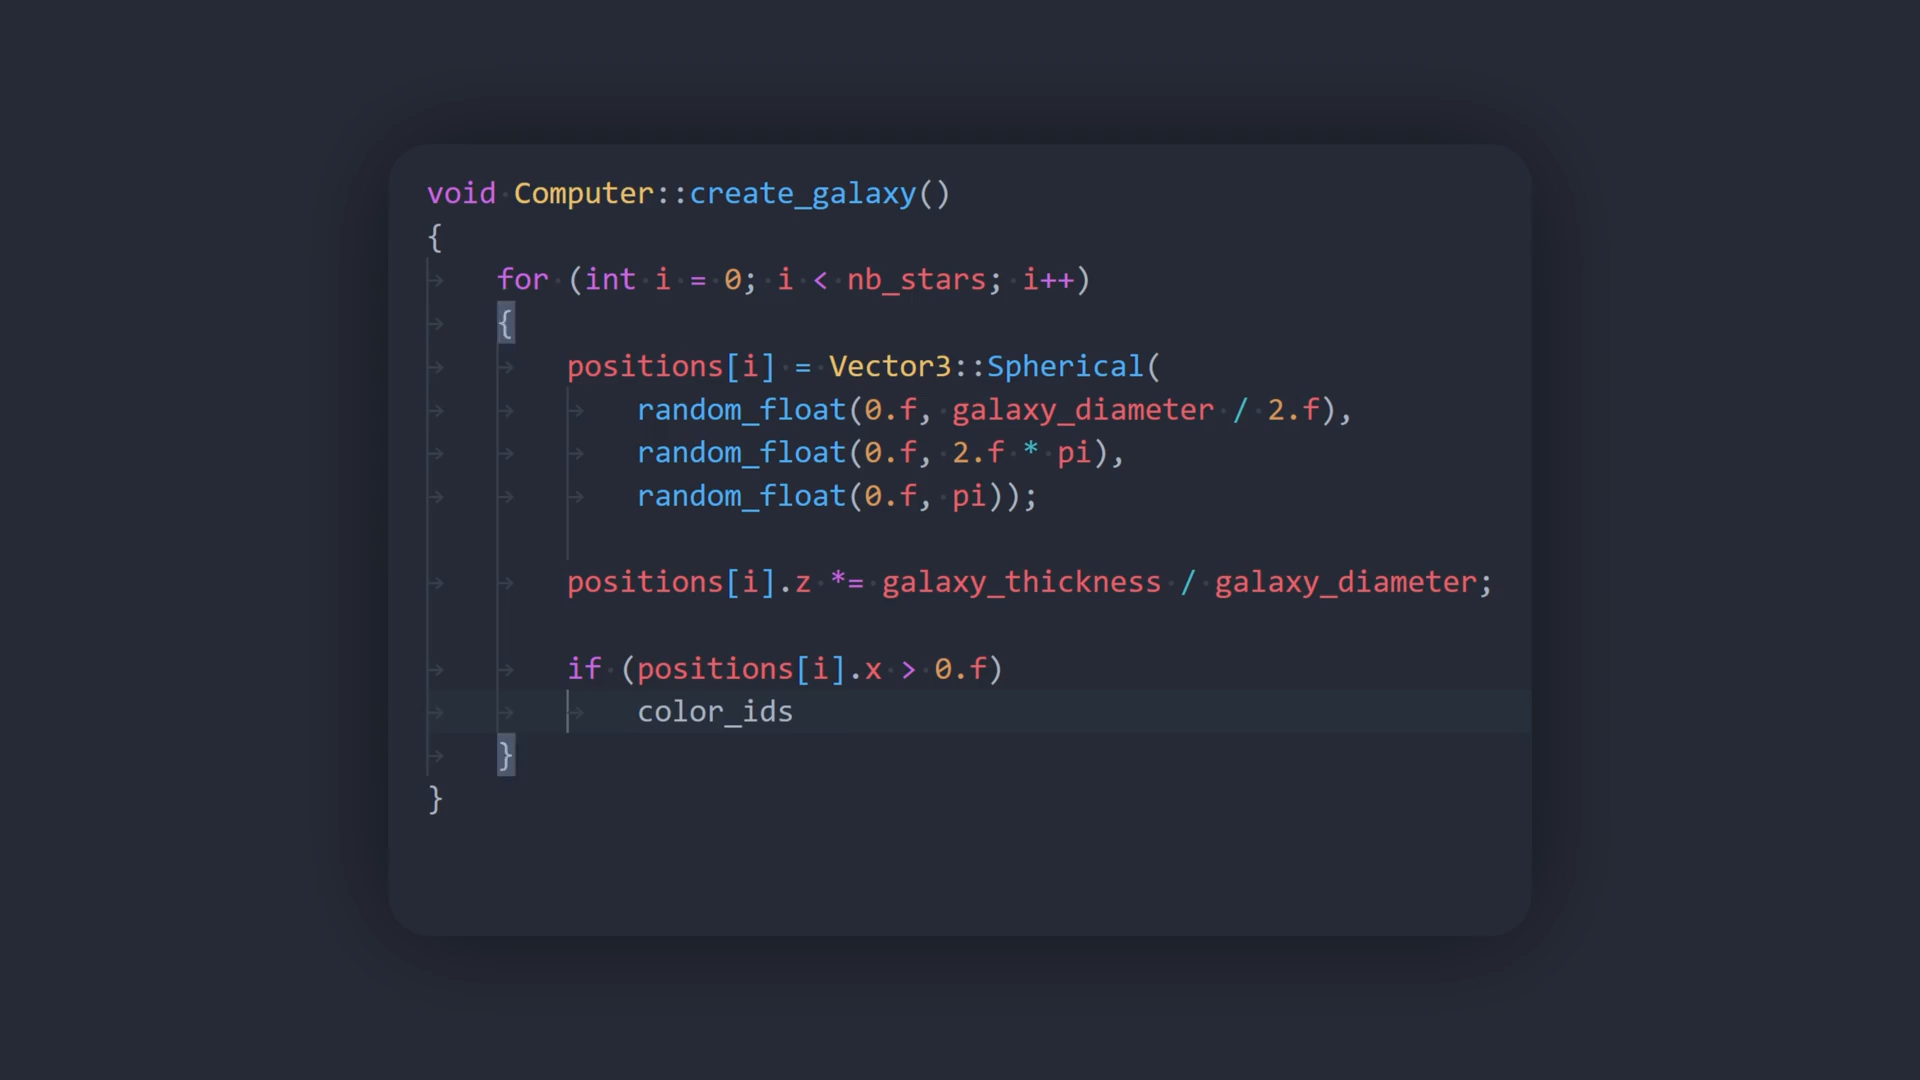 void Computer::create_galaxy()
{
for (int i = 0; i < nb_stars; i++)
{
positions[i] = Vector3::Spherical(
random_float(0.f, galaxy_diameter / 2.f),
random_float(0.f, 2.f * pi),
random_float(0.f, pi));
positions[i].z *= galaxy_thickness / galaxy_diameter;
if (positions[i].x > 0.f)
color_ids
}
}